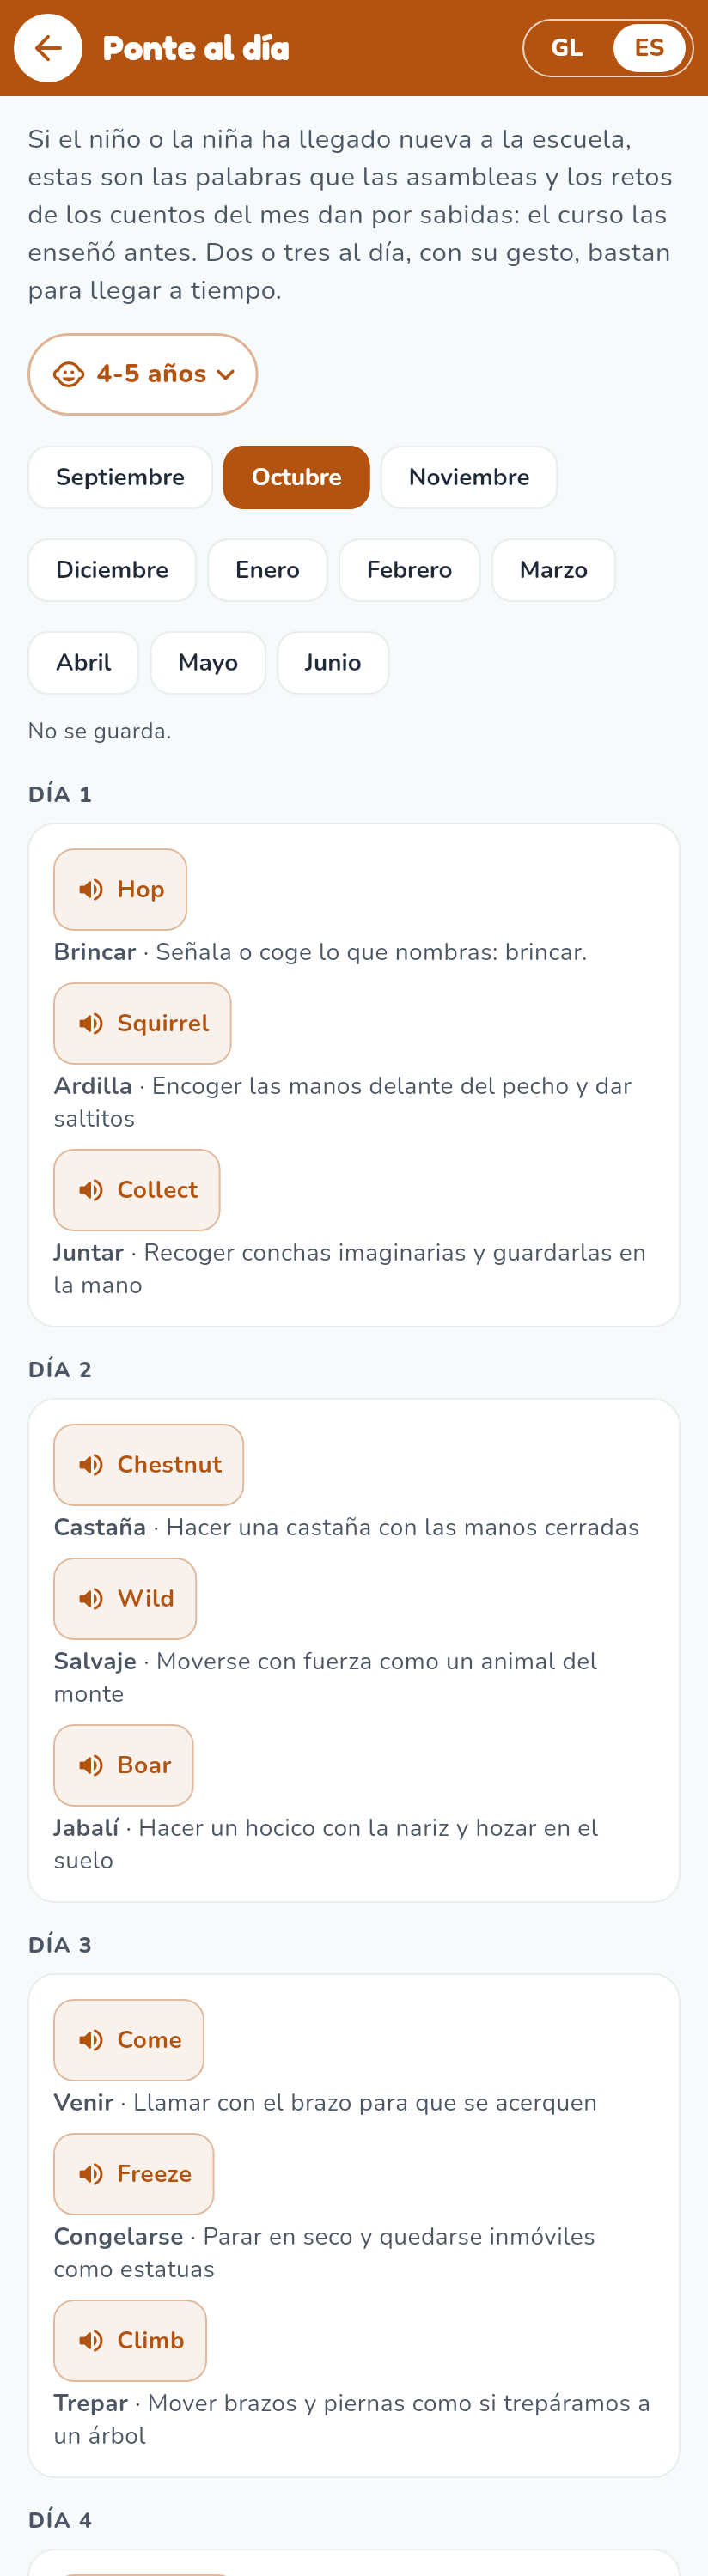 Ponte al día
GL
ES
Si el niño o la niña ha llegado nueva a la escuela,
estas son las palabras que las asambleas y los retos
de los cuentos del mes dan por sabidas: el curso las
enseñó antes. Dos o tres al día, con su gesto, bastan
para llegar a tiempo.
4-5 años
Septiembre
Octubre
Noviembre
Diciembre
Enero
Febrero
Marzo
Abril
Mayo
Junio
No se guarda.
DÍA 1
Hop
Brincar · Señala o coge lo que nombras: brincar.
Squirrel
Ardilla · Encoger las manos delante del pecho y dar
saltitos
Collect
Juntar · Recoger conchas imaginarias y guardarlas en
la mano
DÍA 2
Chestnut
Castaña · Hacer una castaña con las manos cerradas
Wild
Salvaje · Moverse con fuerza como un animal del
monte
Boar
Jabalí · Hacer un hocico con la nariz y hozar en el
suelo
DÍA 3
Come
Venir · Llamar con el brazo para que se acerquen
Freeze
Congelarse · Parar en seco y quedarse inmóviles
como estatuas
Climb
Trepar · Mover brazos y piernas como si trepáramos a
un árbol
DÍA 4